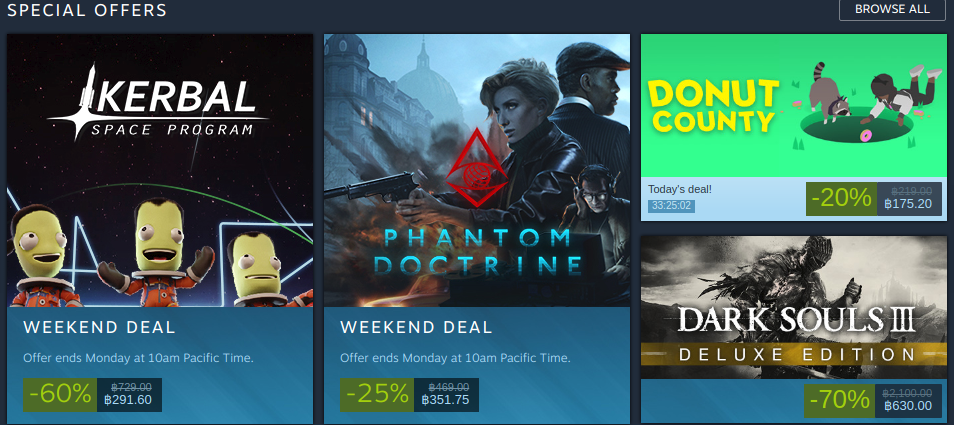 SPECIAL OFFERS
BROWSE ALL
KERBAL
SPACE PROGRAM
WEEKEND DEAL
Offer ends Monday at 10am Pacific Time.
-60%
฿729.00
฿291.60
PHANTOM
DOCTRINE
WEEKEND DEAL
Offer ends Monday at 10am Pacific Time.
-25%
฿469.00
฿351.75
DONUT
COUNTY
Today's deal!
33:25:02
-20%
฿219.00
฿175.20
DARK SOULS III
DELUXE EDITION
-70%
฿2,100.00
฿630.00